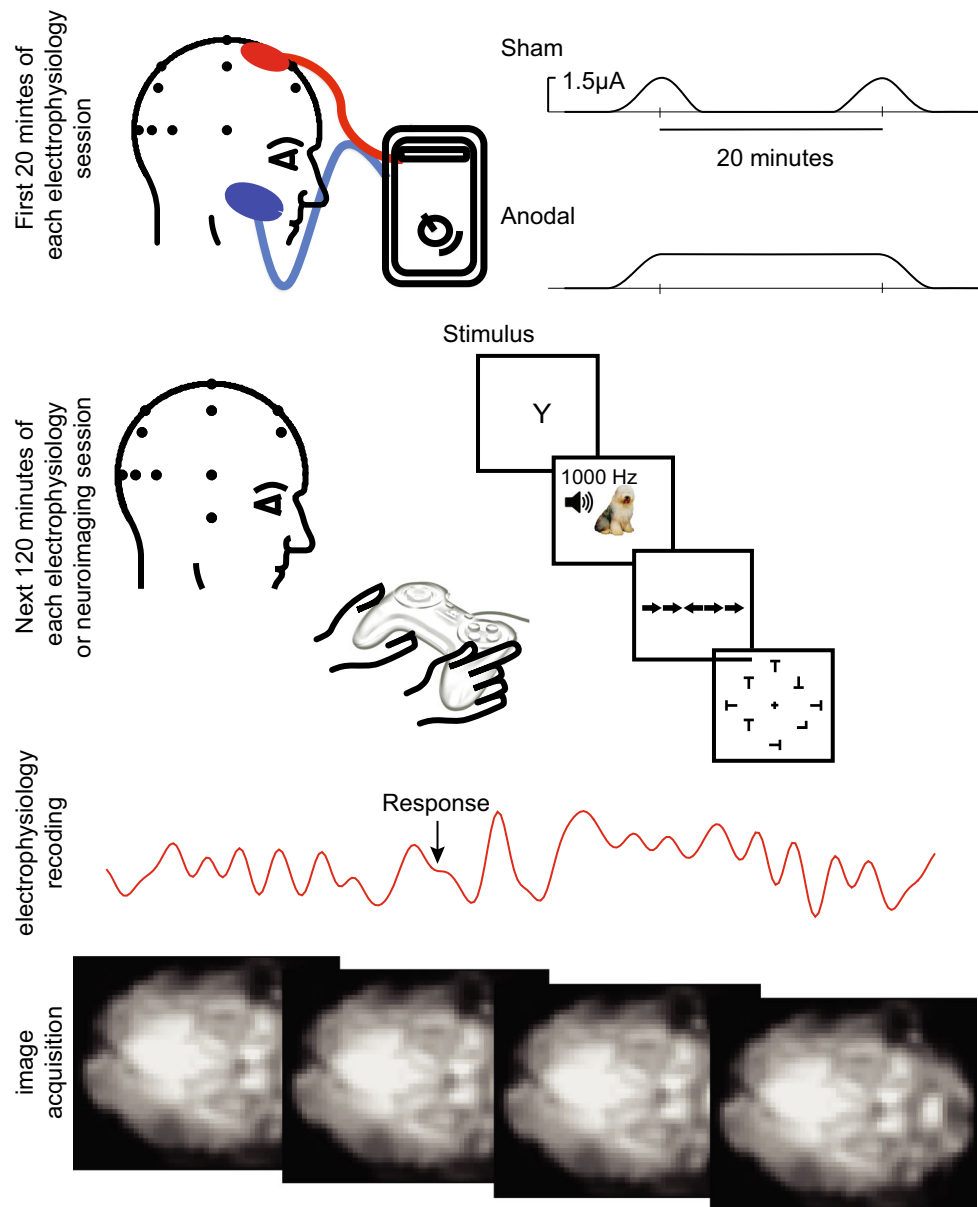 First 20 mintes of
each electrophysiology
session
Sham
1.5µA
20 minutes
Anodal
Next 120 minutes of
each electrophysiology
or neuroimaging session
Stimulus
Y
1000 Hz
T
T T
T T
T L
T
electrophysiology
recoding
Response
image
acquisition